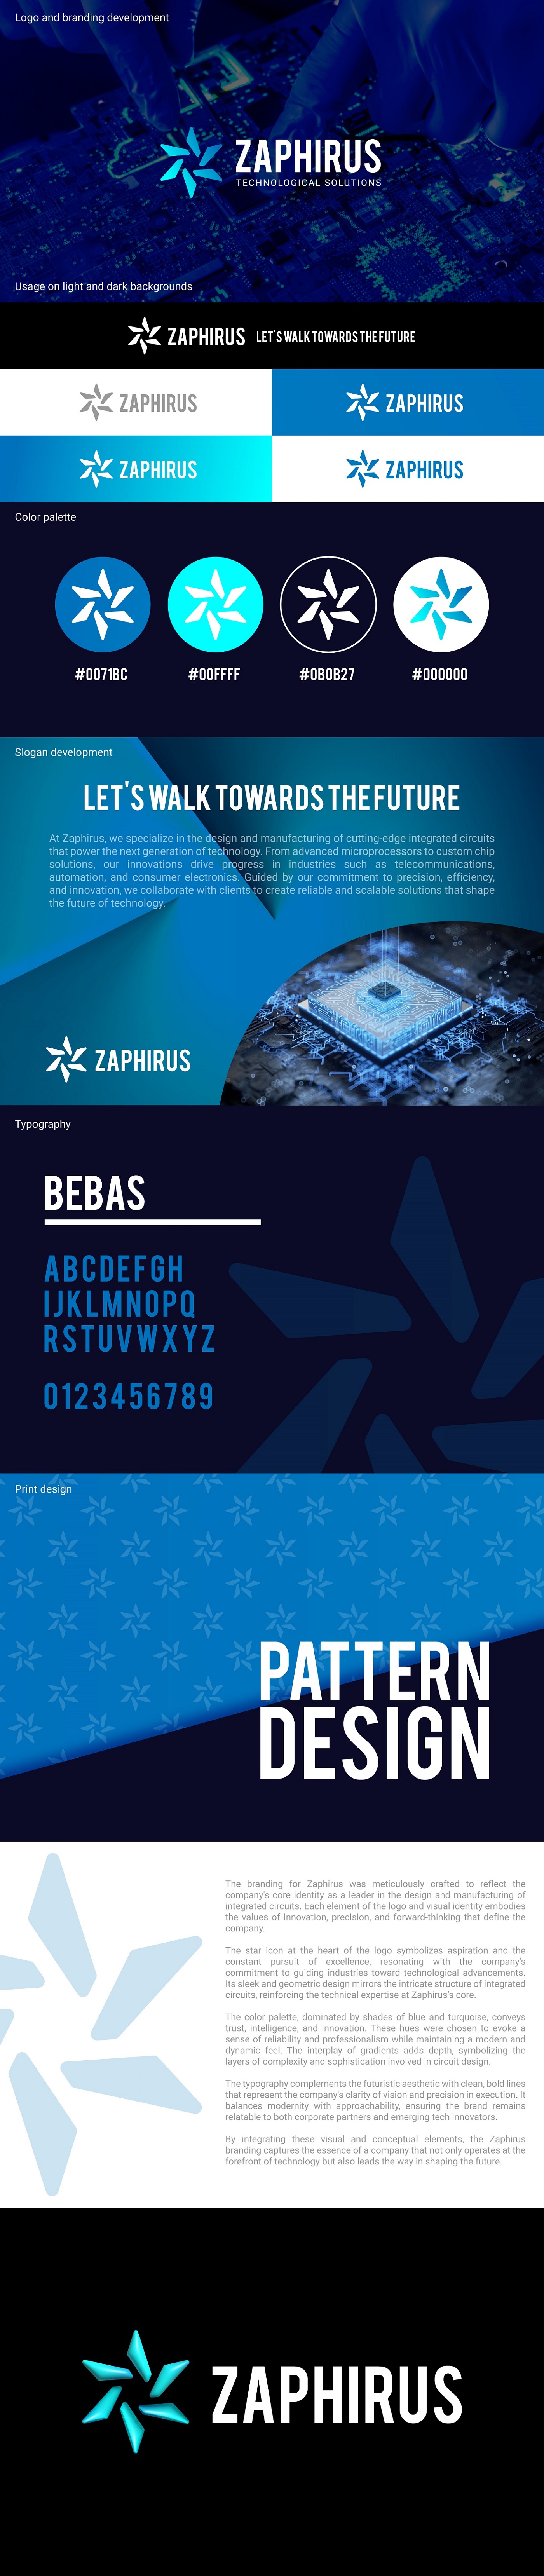 Logo and branding development
ZAPHIRUS
TECHNOLOGICAL SOLUTIONS
Usage on light and dark backgrounds
ZAPHIRUS LET'S WALK TOWARDS THE FUTURE
ZAPHIRUS
ZAPHIRUS
ZAPHIRUS
ZAPHIRUS
Color palette
#0071BC
#00FFFF
#0B0B27
#000000
Slogan development
LET'S WALK TOWARDS THE FUTURE
At Zaphirus, we specialize in the design and manufacturing of cutting-edge integrated circuits
that power the next generation of technology. From advanced microprocessors to custom chip
solutions, our innovations drive progress in industries such as telecommunications,
automation, and consumer electronics. Guided by our commitment to precision, efficiency,
and innovation, we collaborate with clients to create reliable and scalable solutions that shape
the future of technology.
ZAPHIRUS
Typography
BEBAS
ABCDEFGH
IJKLMNOPQ
RSTUVWXYZ
0123456789
Print design
PATTERN
DESIGN
The branding for Zaphirus was meticulously crafted to reflect the
company's core identity as a leader in the design and manufacturing of
integrated circuits. Each element of the logo and visual identity embodies
the values of innovation, precision, and forward-thinking that define the
company.
The star icon at the heart of the logo symbolizes aspiration and the
constant pursuit of excellence, resonating with the company's
commitment to guiding industries toward technological advancements.
Its sleek and geometric design mirrors the intricate structure of integrated
circuits, reinforcing the technical expertise at Zaphirus's core.
The color palette, dominated by shades of blue and turquoise, conveys
trust, intelligence, and innovation. These hues were chosen to evoke a
sense of reliability and professionalism while maintaining a modern and
dynamic feel. The interplay of gradients adds depth, symbolizing the
layers of complexity and sophistication involved in circuit design.
The typography complements the futuristic aesthetic with clean, bold lines
that represent the company's clarity of vision and precision in execution. It
balances modernity with approachability, ensuring the brand remains
relatable to both corporate partners and emerging tech innovators.
By integrating these visual and conceptual elements, the Zaphirus
branding captures the essence of a company that not only operates at the
forefront of technology but also leads the way in shaping the future.
ZAPHIRUS